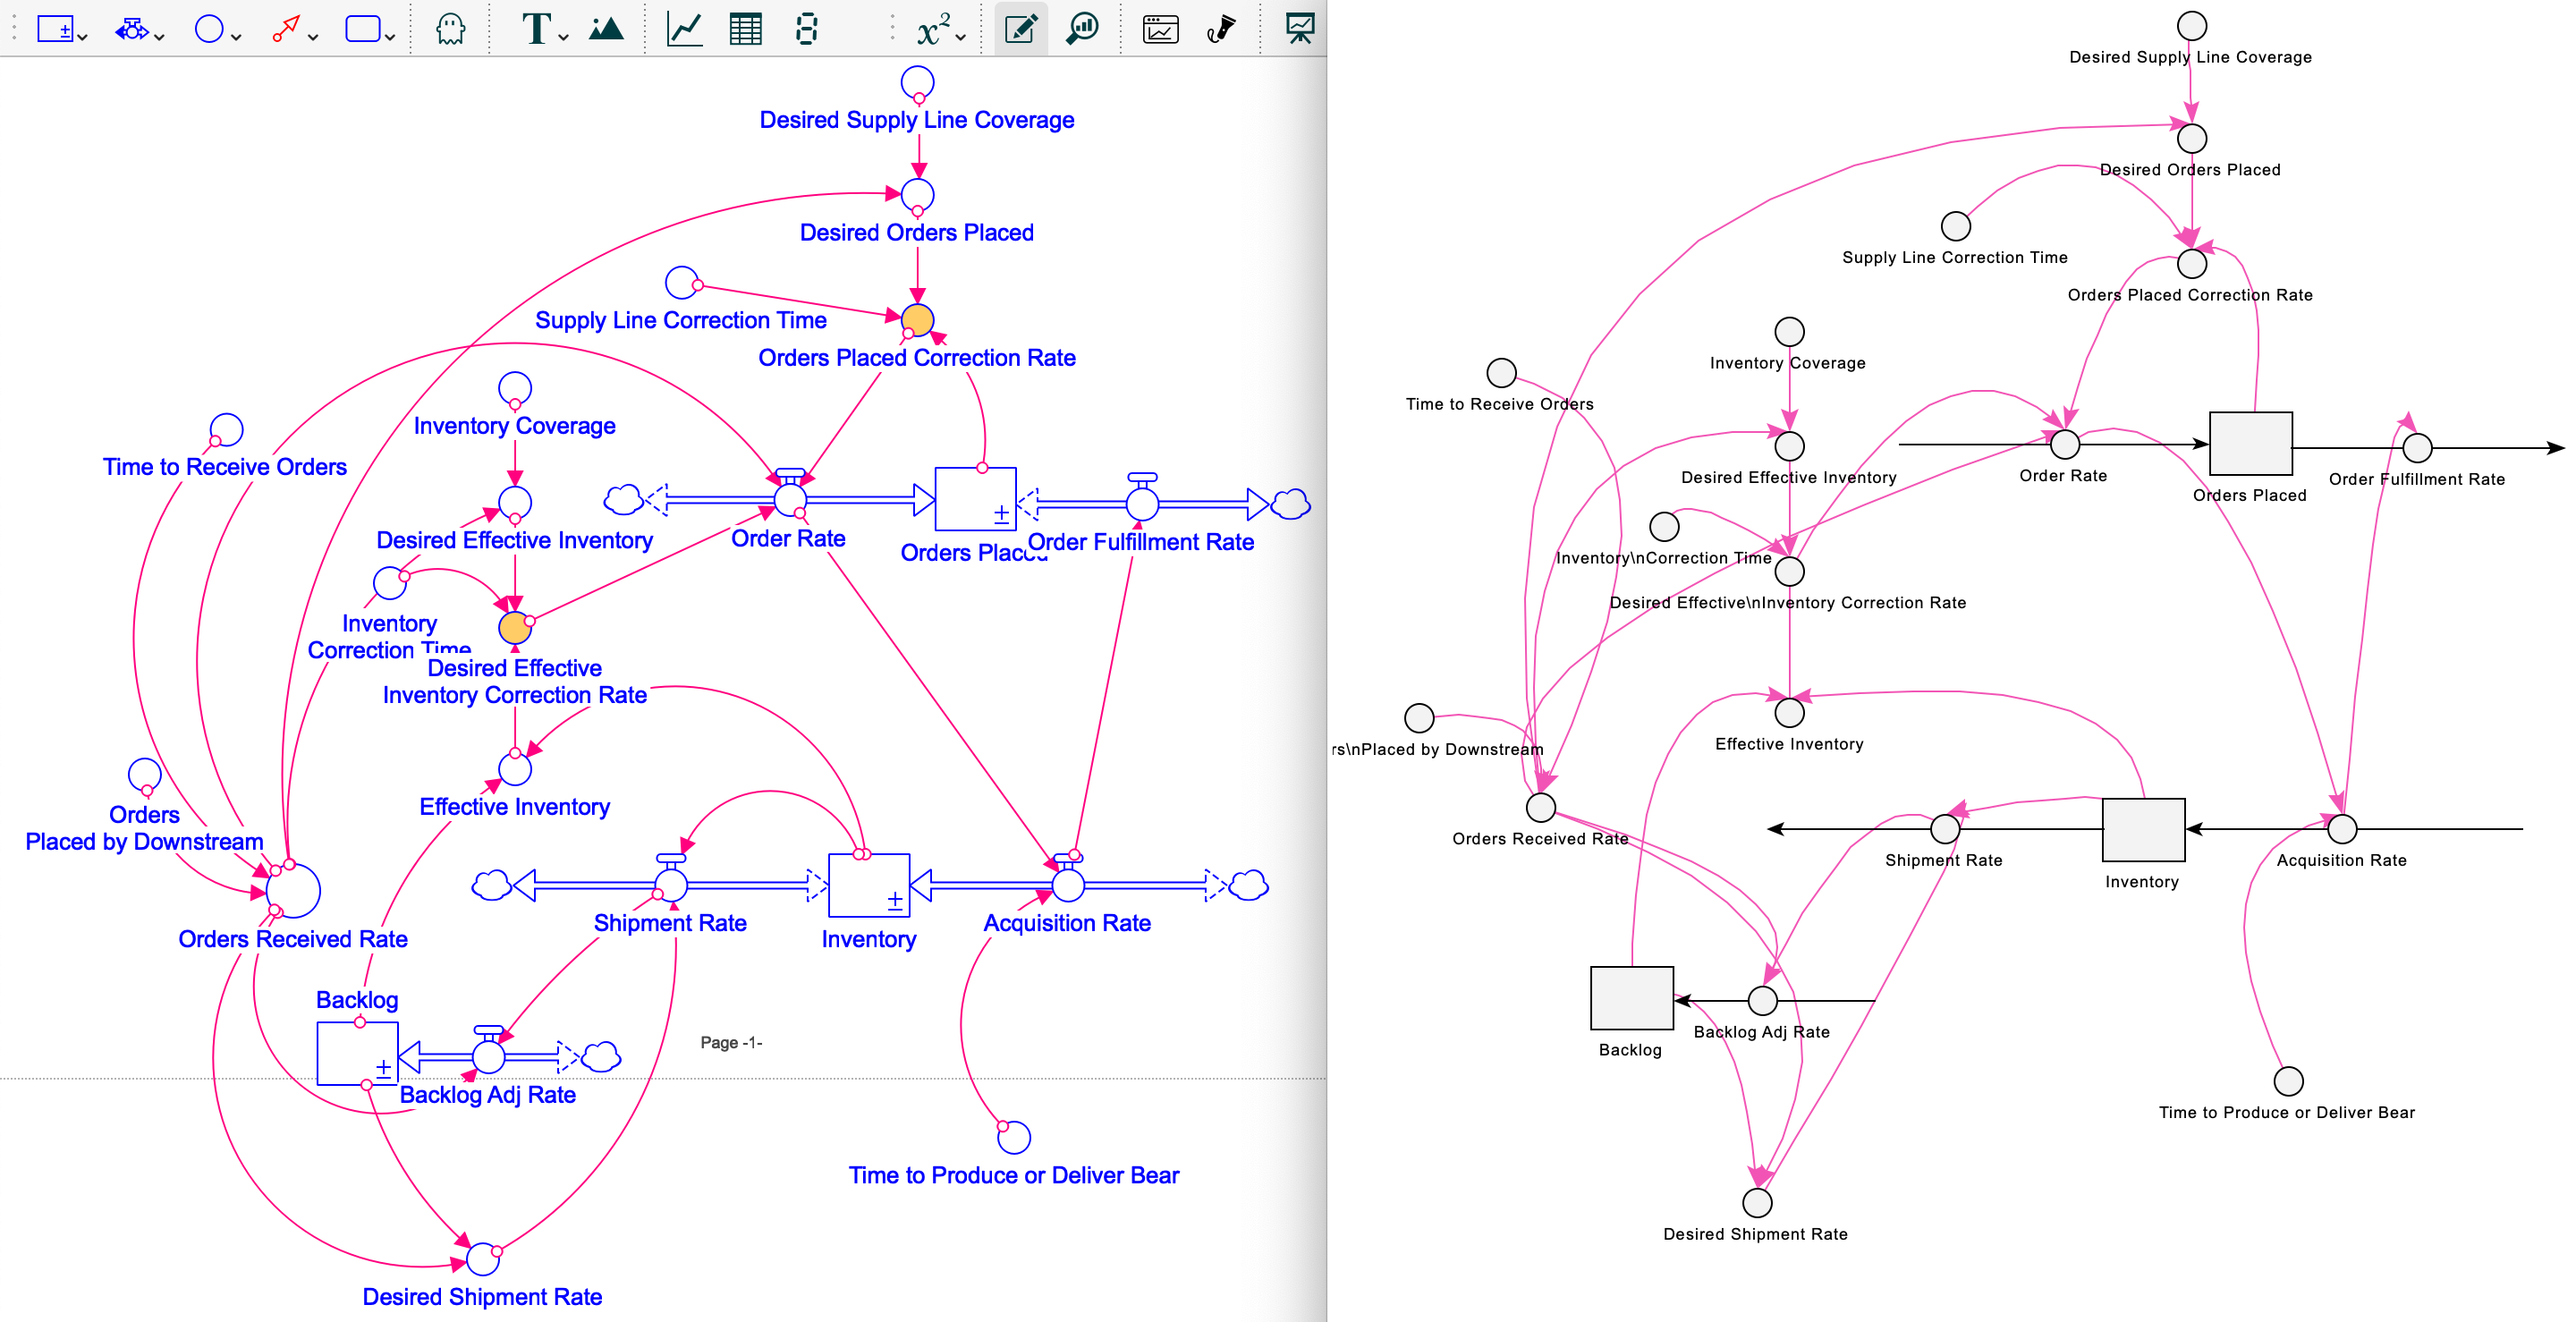 T
x²
Desired Supply Line Coverage
Desired Orders Placed
Supply Line Correction Time
Orders Placed Correction Rate
Inventory Coverage
Time to Receive Orders
Desired Effective Inventory
Order Rate
Orders Placed
Order Fulfillment Rate
Inventory
Correction Time
Desired Effective
Inventory Correction Rate
Orders
Placed by Downstream
Effective Inventory
Orders Received Rate
Shipment Rate
Inventory
Acquisition Rate
Backlog
Backlog Adj Rate
Page -1-
Time to Produce or Deliver Bear
Desired Shipment Rate
Desired Supply Line Coverage
Desired Orders Placed
Supply Line Correction Time
Orders Placed Correction Rate
Inventory Coverage
Time to Receive Orders
Desired Effective Inventory
Order Rate
Orders Placed
Order Fulfillment Rate
Inventory\nCorrection Time
Desired Effective\nInventory Correction Rate
rs\nPlaced by Downstream
Effective Inventory
Orders Received Rate
Shipment Rate
Inventory
Acquisition Rate
Backlog Adj Rate
Backlog
Time to Produce or Deliver Bear
Desired Shipment Rate